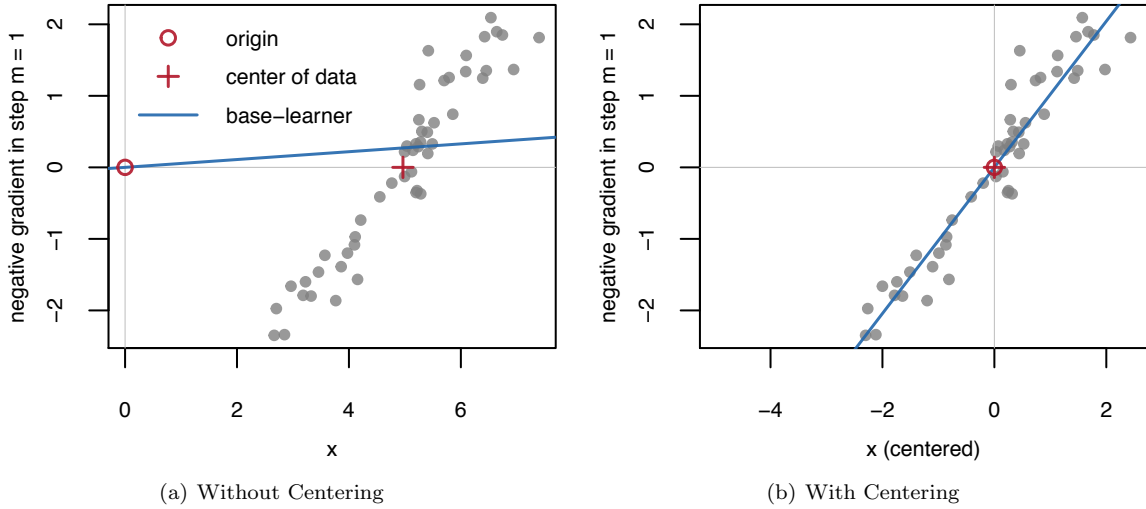 negative gradient in step m = 1
2
1
0
−1
−2
origin
center of data
base−learner
0 2 4 6
x
(a) Without Centering
negative gradient in step m = 1
2
1
0
−1
−2
−4 −2 0 2
x (centered)
(b) With Centering